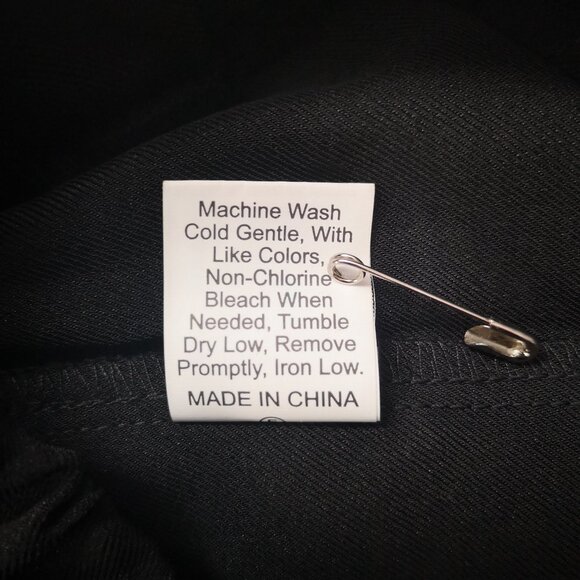 Machine Wash
Cold Gentle, With
Like Colors,
Non-Chlorine
Bleach When
Needed, Tumble
Dry Low, Remove
Promptly, Iron Low.
MADE IN CHINA